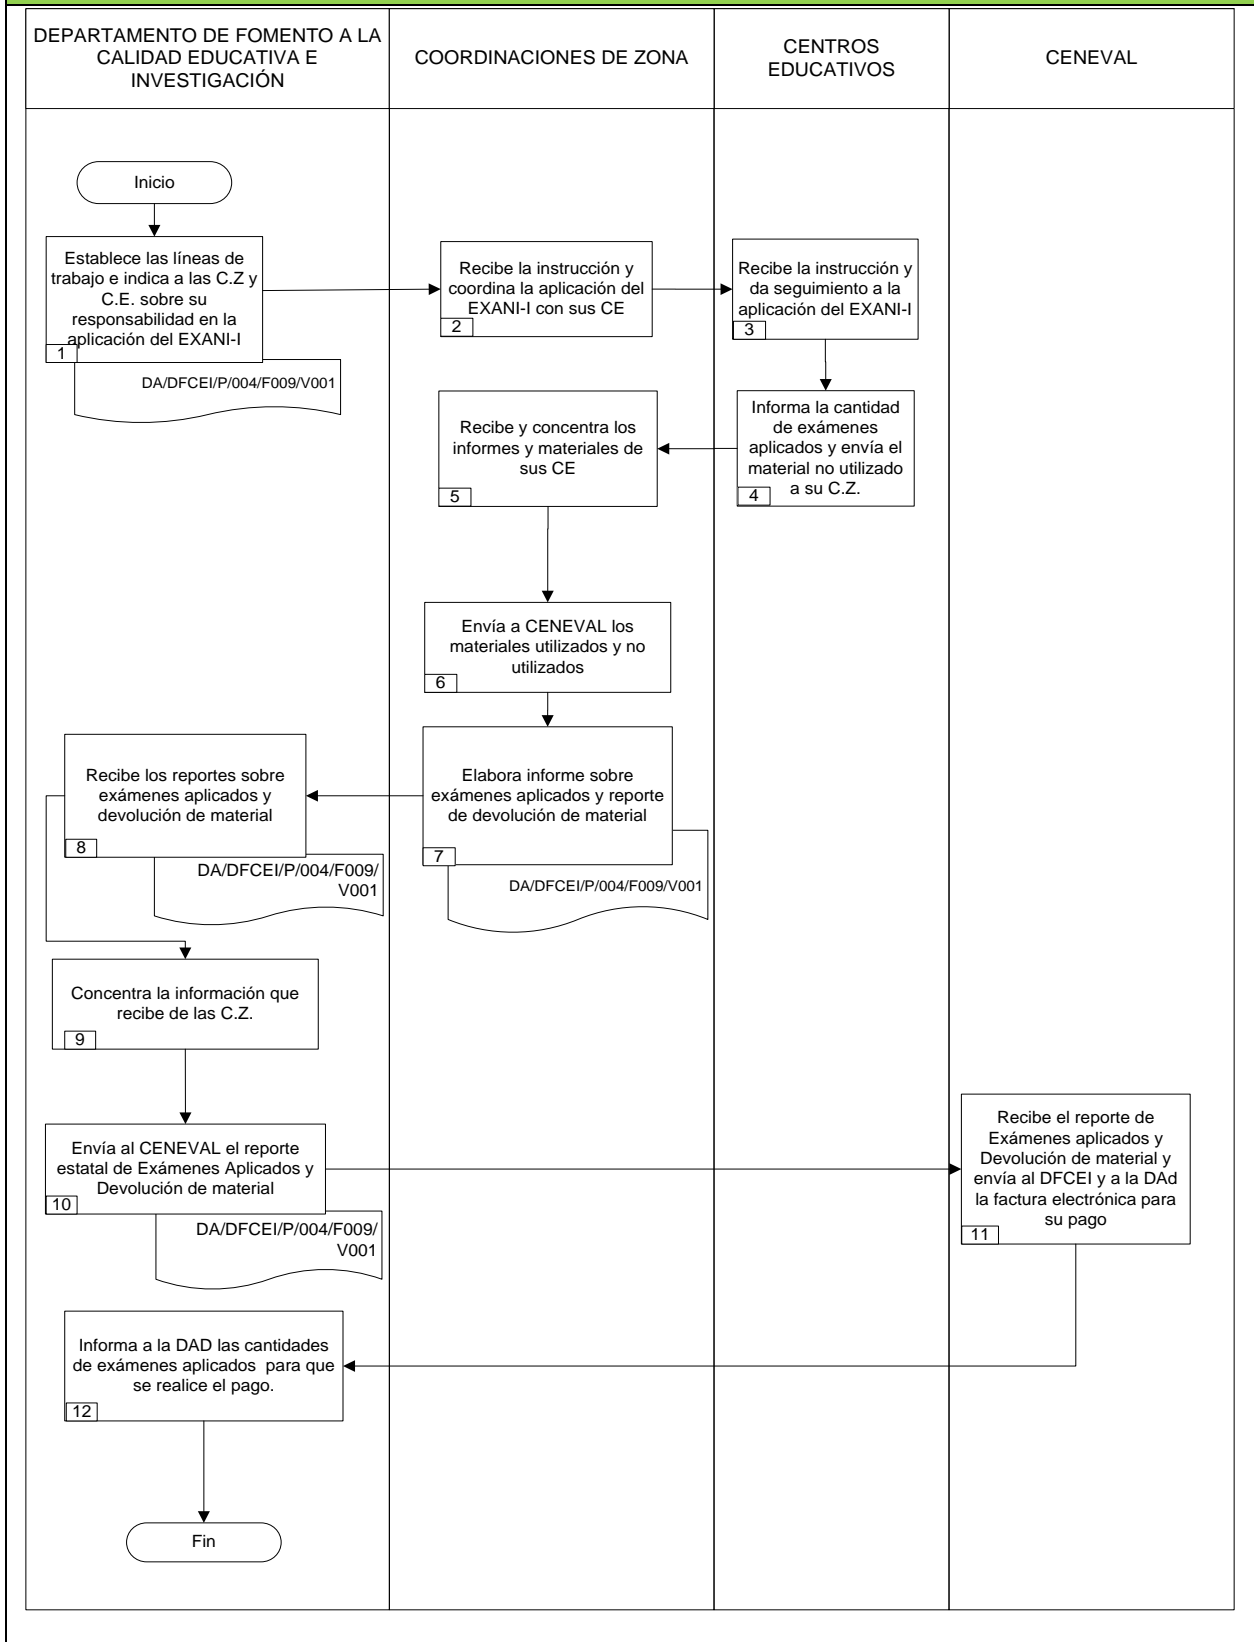 DEPARTAMENTO DE FOMENTO A LA
CALIDAD EDUCATIVA E
INVESTIGACIÓN
COORDINACIONES DE ZONA
CENTROS
EDUCATIVOS
CENEVAL
Inicio
Establece las líneas de
trabajo e indica a las C.Z y
C.E. sobre su
responsabilidad en la
aplicación del EXANI-I
1
DA/DFCEI/P/004/F009/V001
Recibe la instrucción y
coordina la aplicación del
EXANI-I con sus CE
2
Recibe la instrucción y
da seguimiento a la
aplicación del EXANI-I
3
Informa la cantidad
de exámenes
aplicados y envía el
material no utilizado
a su C.Z.
4
Recibe y concentra los
informes y materiales de
sus CE
5
Envía a CENEVAL los
materiales utilizados y no
utilizados
6
Elabora informe sobre
exámenes aplicados y reporte
de devolución de material
7
DA/DFCEI/P/004/F009/V001
Recibe los reportes sobre
exámenes aplicados y
devolución de material
8
DA/DFCEI/P/004/F009/
V001
Concentra la información que
recibe de las C.Z.
9
Envía al CENEVAL el reporte
estatal de Exámenes Aplicados y
Devolución de material
10
DA/DFCEI/P/004/F009/
V001
Recibe el reporte de
Exámenes aplicados y
Devolución de material y
envía al DFCEI y a la DAd
la factura electrónica para
su pago
11
Informa a la DAD las cantidades
de exámenes aplicados para que
se realice el pago.
12
Fin